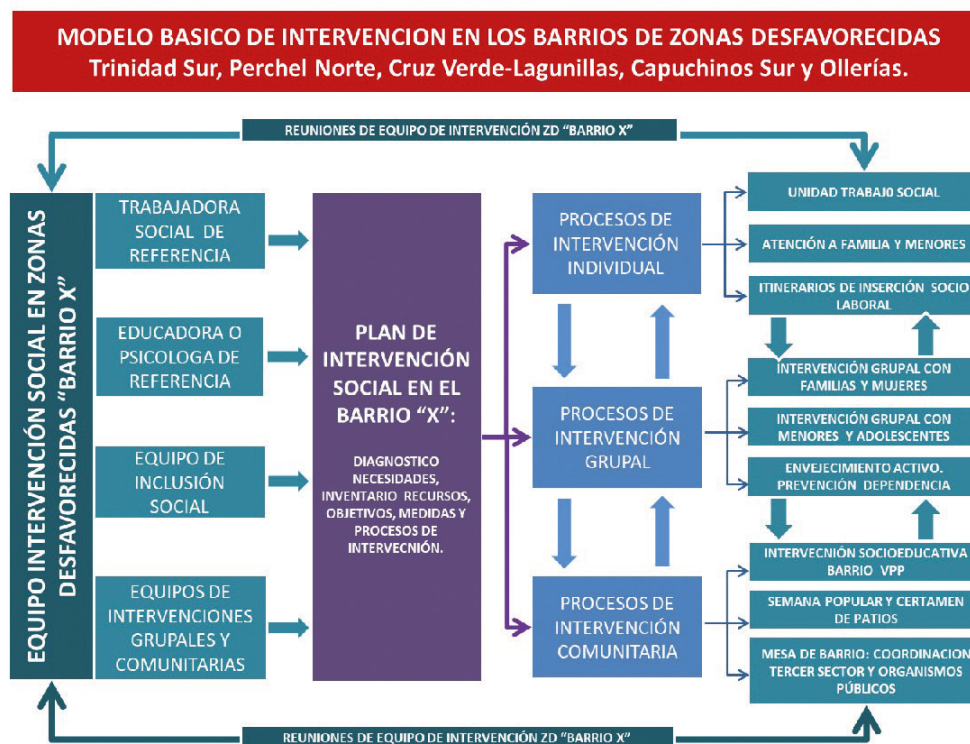 MODELO BASICO DE INTERVENCION EN LOS BARRIOS DE ZONAS DESFAVORECIDAS
Trinidad Sur, Perchel Norte, Cruz Verde-Lagunillas, Capuchinos Sur y Ollerías.
REUNIONES DE EQUIPO DE INTERVENCIÓN ZD "BARRIO X"
EQUIPO INTERVENCIÓN SOCIAL EN ZONAS
DESFAVORECIDAS "BARRIO X"
TRABAJADORA
SOCIAL DE
REFERENCIA
EDUCADORA O
PSICOLOGA DE
REFERENCIA
EQUIPO DE
INCLUSIÓN
SOCIAL
EQUIPOS DE
INTERVENCIONES
GRUPALES Y
COMUNITARIAS
PLAN DE
INTERVENCIÓN
SOCIAL EN EL
BARRIO "X":
DIAGNOSTICO
NECESIDADES,
INVENTARIO RECURSOS,
OBJETIVOS, MEDIDAS Y
PROCESOS DE
INTERVECNIÓN.
PROCESOS DE
INTERVENCIÓN
INDIVIDUAL
PROCESOS DE
INTERVENCIÓN
GRUPAL
PROCESOS DE
INTERVENCIÓN
COMUNITARIA
UNIDAD TRABAJ0 SOCIAL
ATENCIÓN A FAMILIA Y MENORES
ITINERARIOS DE INSERCIÓN SOCIO
LABORAL
INTERVENCIÓN GRUPAL CON
FAMILIAS Y MUJERES
INTERVENCIÓN GRUPAL CON
MENORES Y ADOLESCENTES
ENVEJECIMIENTO ACTIVO.
PREVENCIÓN DEPENDENCIA
INTERVECNIÓN SOCIOEDUCATIVA
BARRIO VPP
SEMANA POPULAR Y CERTAMEN
DE PATIOS
MESA DE BARRIO: COORDINACION
TERCER SECTOR Y ORGANISMOS
PÚBLICOS
REUNIONES DE EQUIPO DE INTERVENCIÓN ZD "BARRIO X"